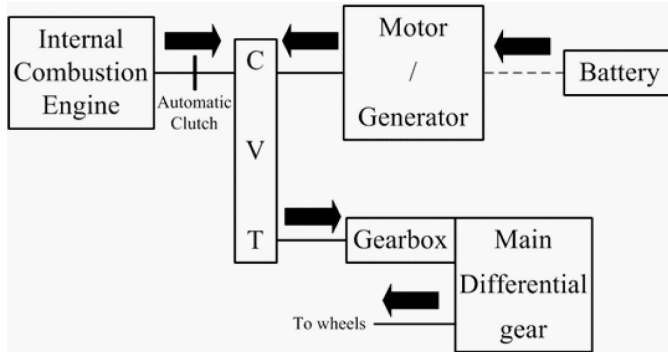 Internal
Combustion
Engine
Automatic
Clutch
C
V
T
Motor
/
Generator
Battery
Gearbox
Main
Differential
gear
To wheels